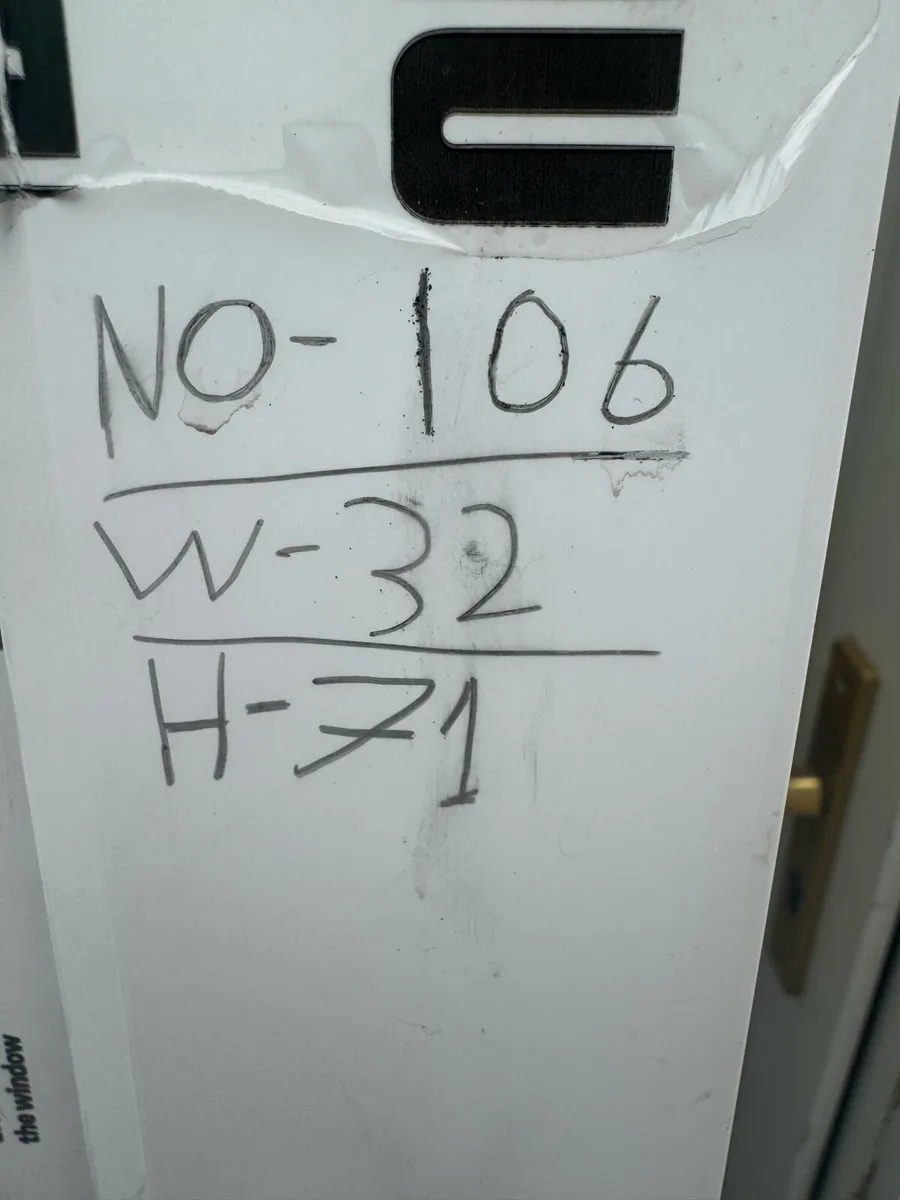 NO-106
W-32
H-71
the window